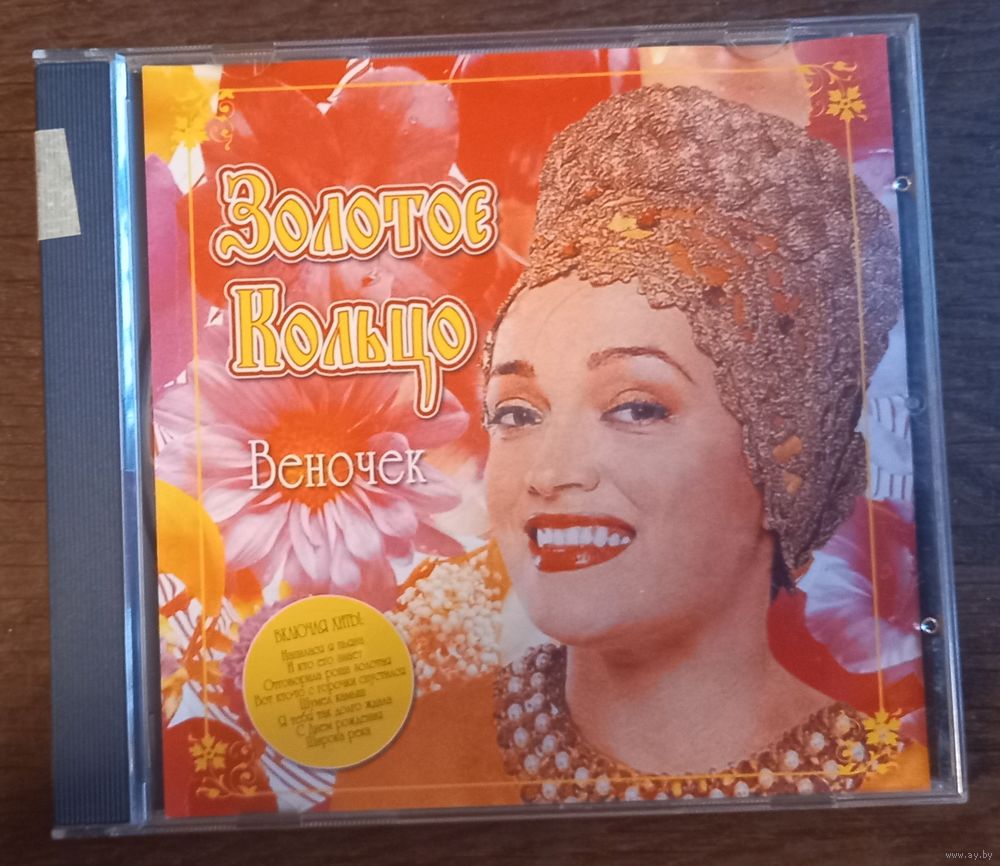 Золотое
Кольцо
Веночек
Включая хиты:
Напилася я пьяна
И кто его знает
Отговорила роща золотая
Вот кто-то с горочки спустился
Шумел камыш
Я тебя так долго ждала
С Днём рождения
Широка река
www.ay.by